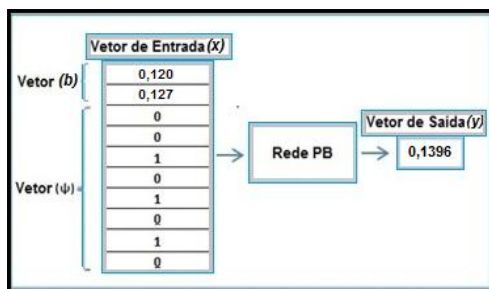 Vetor de Entrada(x)
Vetor (b)
0,120
0,127
0
0
1
0
1
0
1
0
Vetor (ψ)
Rede PB
Vetor de Saída(y)
0,1396